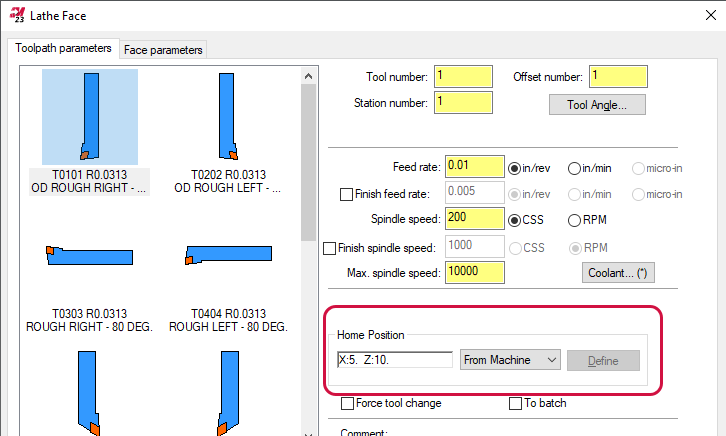 23 Lathe Face
Toolpath parameters Face parameters
T0101 R0.0313
OD ROUGH RIGHT - ...
T0202 R0.0313
OD ROUGH LEFT - ...
T0303 R0.0313
ROUGH RIGHT - 80 DEG.
T0404 R0.0313
ROUGH LEFT - 80 DEG.
Tool number: 1 Offset number: 1
Station number: 1 Tool Angle...
Feed rate: 0.01 in/rev in/min micro-in
Finish feed rate: 0.005 in/rev in/min micro-in
Spindle speed: 200 CSS RPM
Finish spindle speed: 1000 CSS RPM
Max. spindle speed: 10000 Coolant... (*)
Home Position
X:5. Z:10. From Machine Define
Force tool change To batch
Comment: